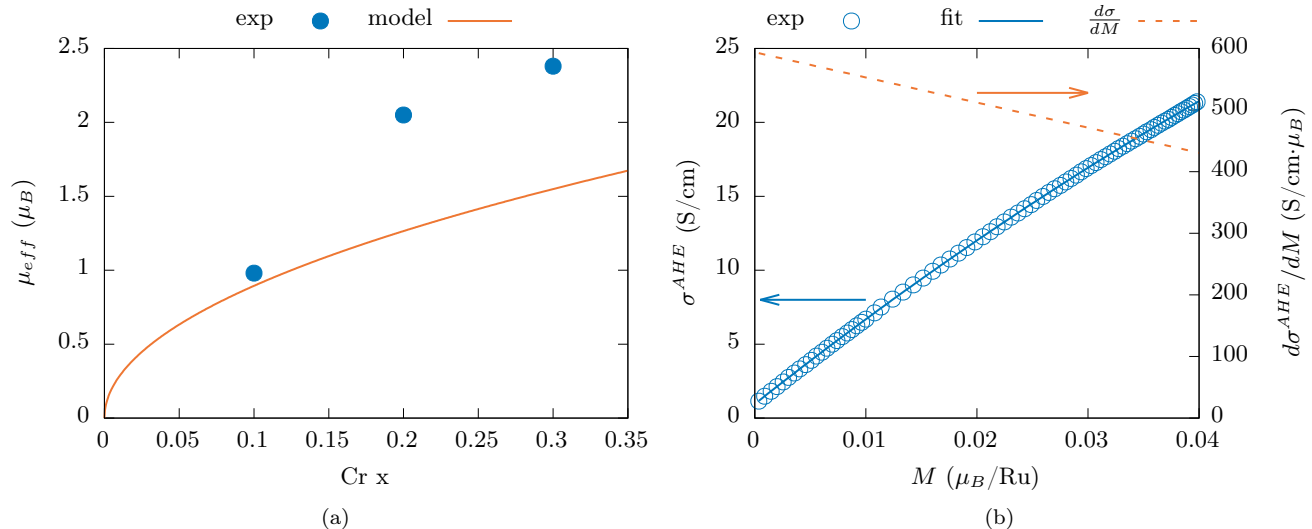 exp model
2.5
2
1.5
1
0.5
0
μ_eff (μ_B)
0 0.05 0.1 0.15 0.2 0.25 0.3 0.35
Cr x
(a)
exp fit dσ/dM
25
20
15
10
5
0
σ^AHE (S/cm)
600
500
400
300
200
100
0
dσ^AHE/dM (S/cm·μ_B)
0 0.01 0.02 0.03 0.04
M (μ_B/Ru)
(b)